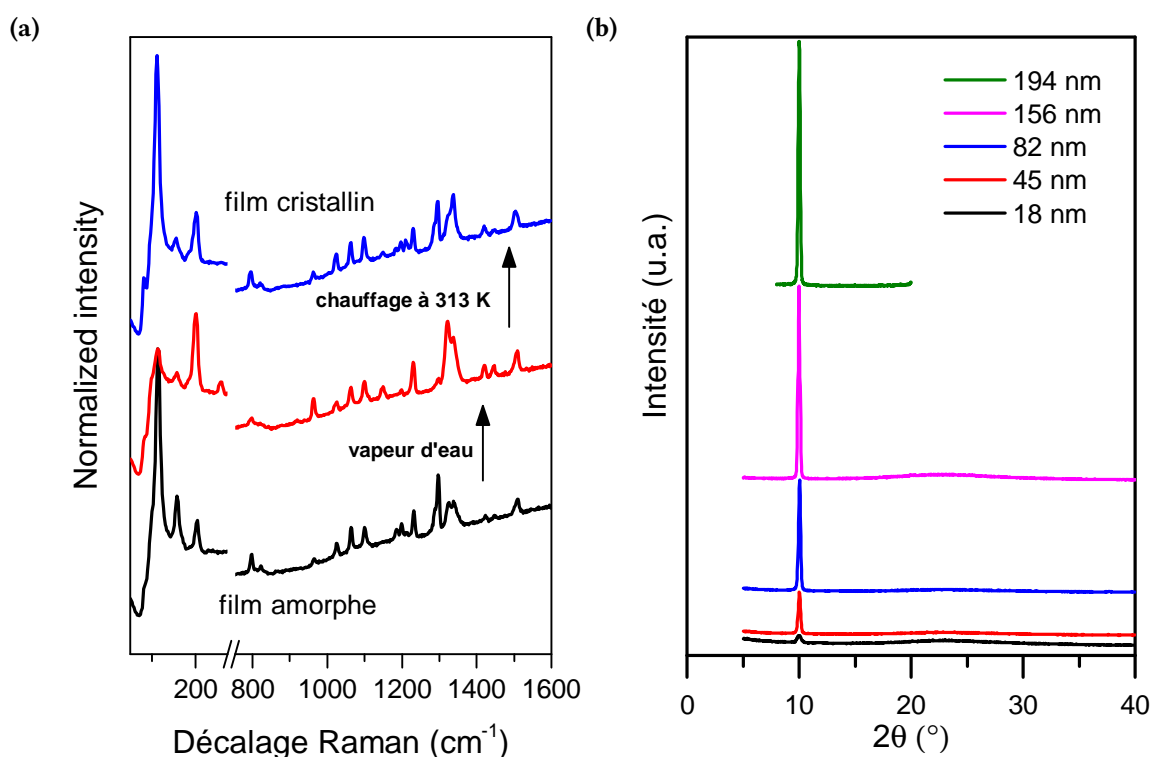 (a)
Normalized intensity
film cristallin
chauffage à 313 K
vapeur d'eau
film amorphe
200 800 1000 1200 1400 1600
Décalage Raman (cm-1)
(b)
Intensité (u.a.)
194 nm
156 nm
82 nm
45 nm
18 nm
0 10 20 30 40
2θ (°)